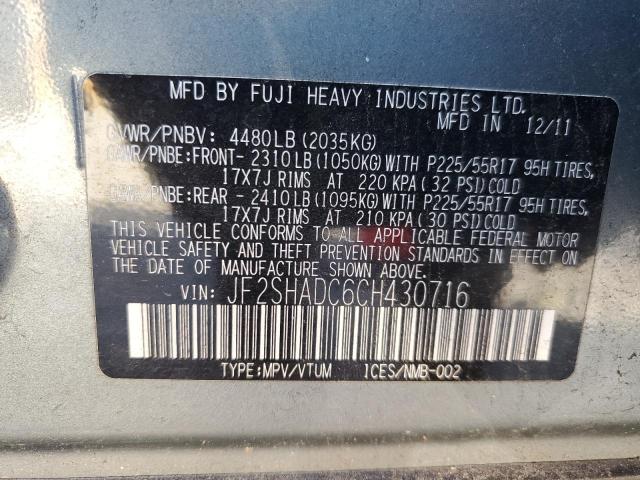 MFD BY FUJI HEAVY INDUSTRIES LTD.
MFD IN 12/11
GVWR/PNBV: 4480LB(2035KG)
GAWR/PNBE:FRONT- 2310LB(1050KG)WITH P225/55R17 95H TIRES,
17X7J RIMS AT 220 KPA(32 PSI)COLD
GAWR/PNBE:REAR - 2410LB(1095KG)WITH P225/55R17 95H TIRES,
17X7J RIMS AT 210 KPA(30 PSI)COLD
THIS VEHICLE CONFORMS TO ALL APPLICABLE FEDERAL MOTOR
VEHICLE SAFETY AND THEFT PREVENTION STANDARDS IN EFFECT ON
THE DATE OF MANUFACTURE SHOWN ABOVE.
VIN: JF2SHADC6CH430716
TYPE:MPV/VTUM ICES/NMB-002